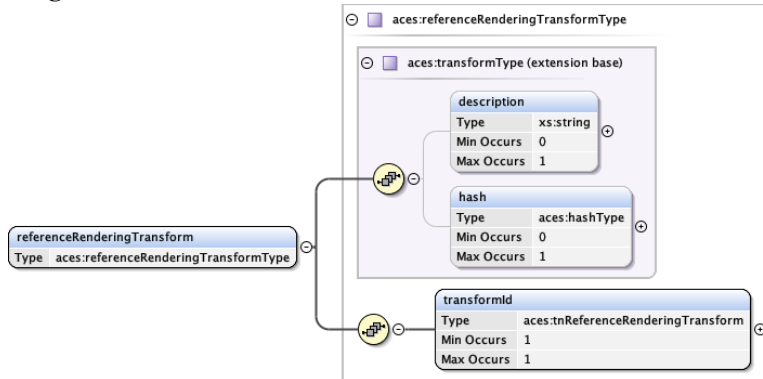 aces:referenceRenderingTransformType
aces:transformType (extension base)
description
Type xs:string
Min Occurs 0
Max Occurs 1
hash
Type aces:hashType
Min Occurs 0
Max Occurs 1
referenceRenderingTransform
Type aces:referenceRenderingTransformType
transformId
Type aces:tnReferenceRenderingTransform
Min Occurs 1
Max Occurs 1